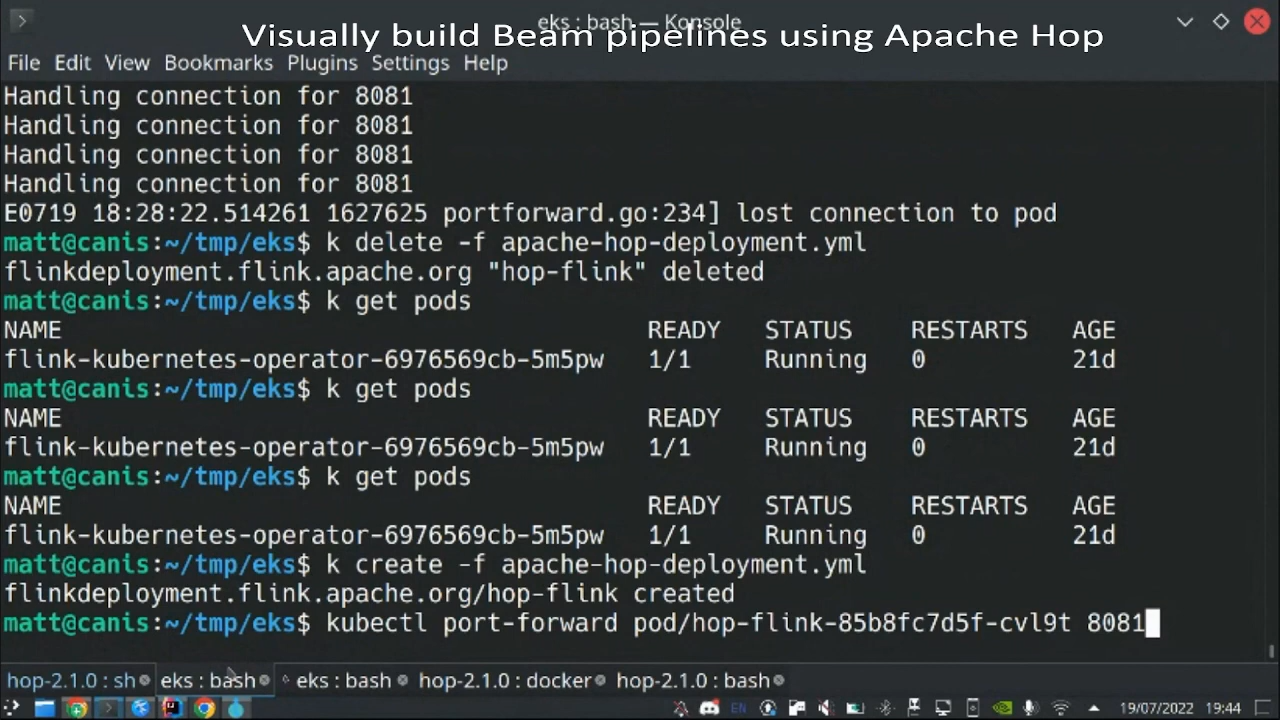 eks : bash — Konsole
Visually build Beam pipelines using Apache Hop
File Edit View Bookmarks Plugins Settings Help
Handling connection for 8081
Handling connection for 8081
Handling connection for 8081
Handling connection for 8081
E0719 18:28:22.514261 1627625 portforward.go:234] lost connection to pod
matt@canis:~/tmp/eks$ k delete -f apache-hop-deployment.yml
flinkdeployment.flink.apache.org "hop-flink" deleted
matt@canis:~/tmp/eks$ k get pods
NAME READY STATUS RESTARTS AGE
flink-kubernetes-operator-6976569cb-5m5pw 1/1 Running 0 21d
matt@canis:~/tmp/eks$ k get pods
NAME READY STATUS RESTARTS AGE
flink-kubernetes-operator-6976569cb-5m5pw 1/1 Running 0 21d
matt@canis:~/tmp/eks$ k get pods
NAME READY STATUS RESTARTS AGE
flink-kubernetes-operator-6976569cb-5m5pw 1/1 Running 0 21d
matt@canis:~/tmp/eks$ k create -f apache-hop-deployment.yml
flinkdeployment.flink.apache.org/hop-flink created
matt@canis:~/tmp/eks$ kubectl port-forward pod/hop-flink-85b8fc7d5f-cvl9t 8081
hop-2.1.0 : sh eks : bash eks : bash hop-2.1.0 : docker hop-2.1.0 : bash
EN 19/07/2022 19:44